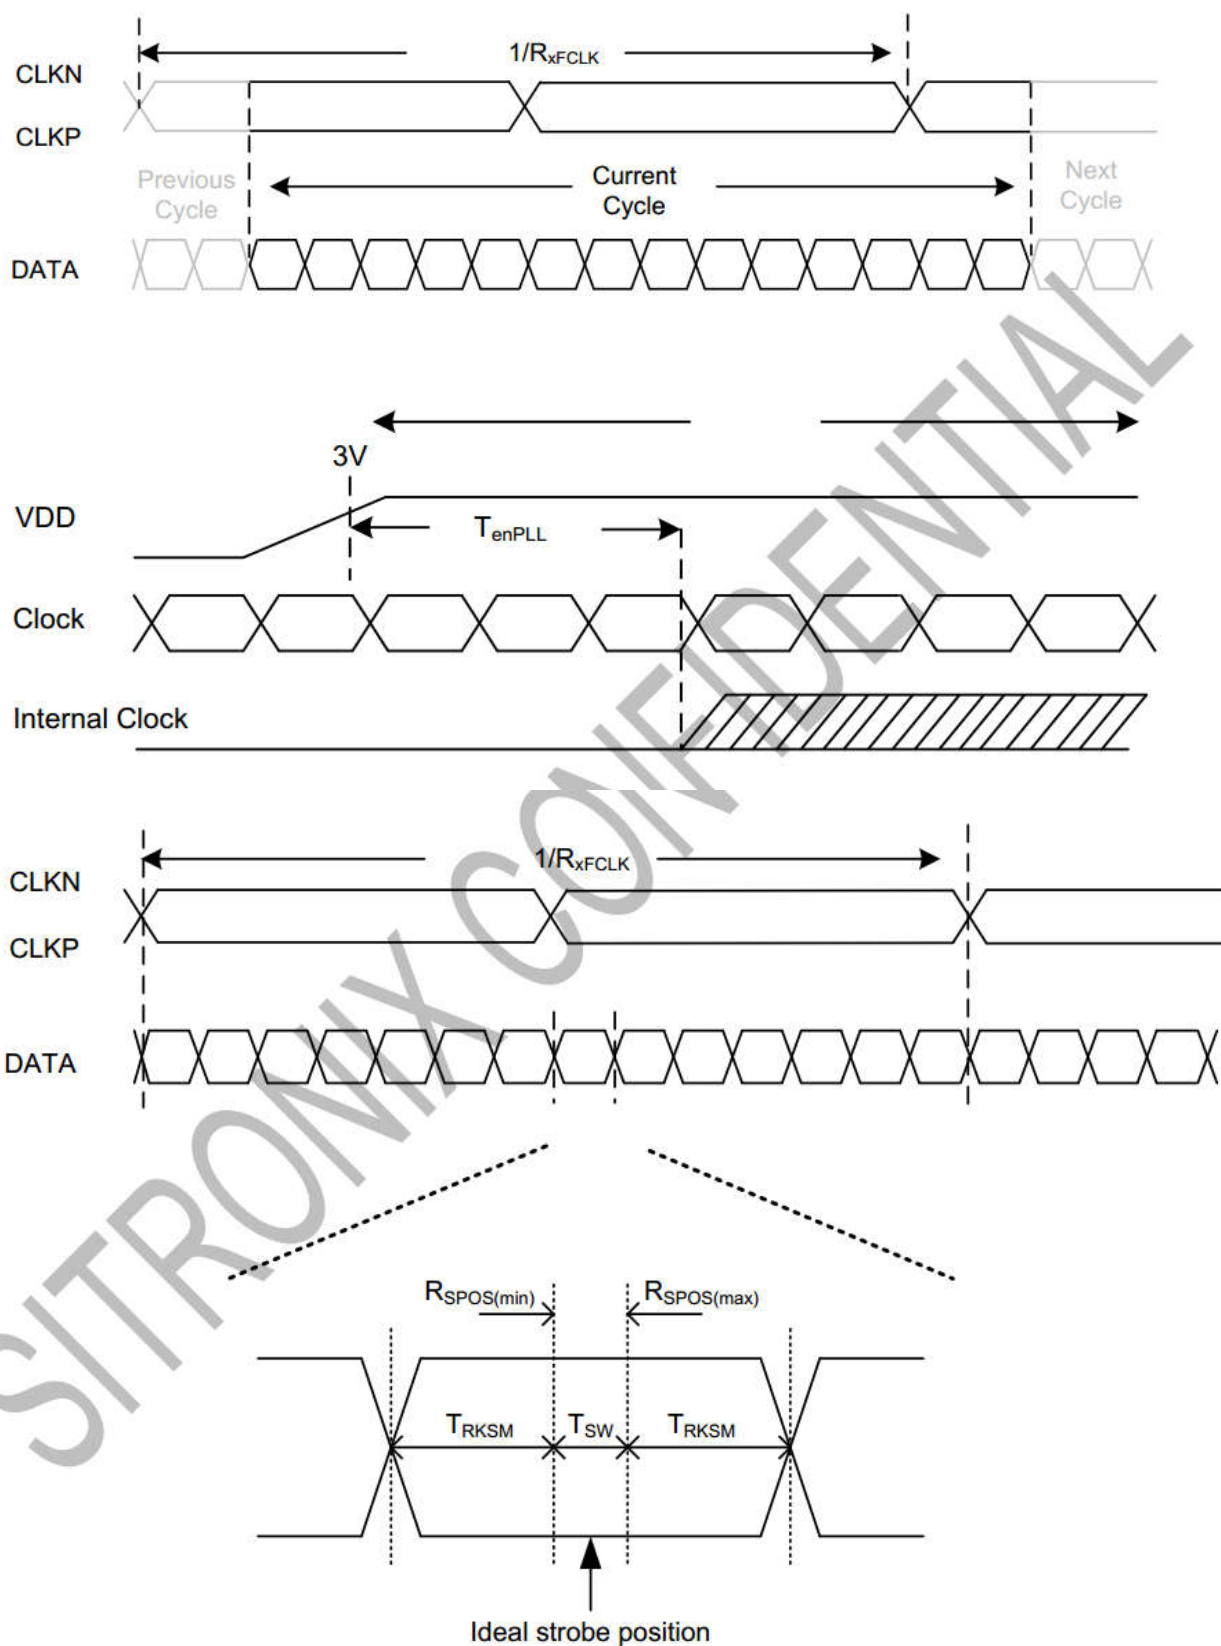 1/RxFCLK
CLKN
CLKP
Previous
Cycle
Current
Cycle
Next
Cycle
DATA
3V
VDD
TenPLL
Clock
Internal Clock
1/RxFCLK
CLKN
CLKP
DATA
RSPOS(min)
RSPOS(max)
TRKSM
TSW
TRKSM
Ideal strobe position
SITRONIX CONFIDENTIAL